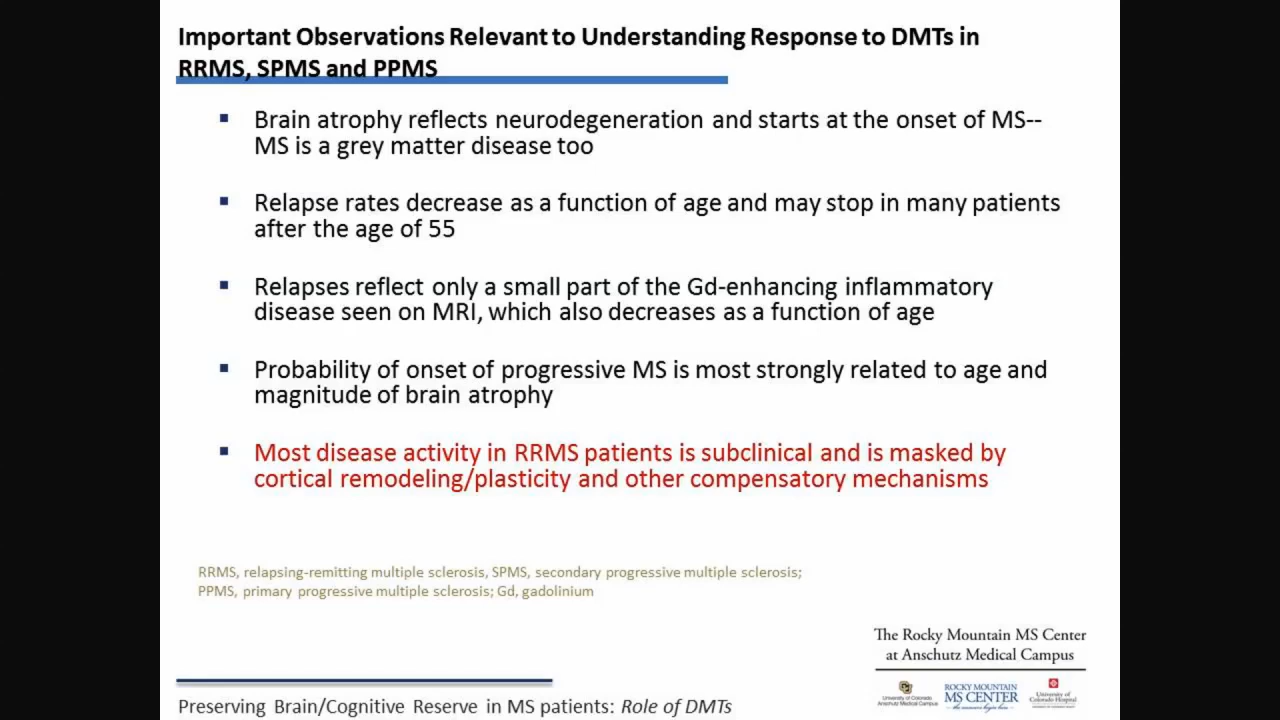 Important Observations Relevant to Understanding Response to DMTs in
RRMS, SPMS and PPMS
Brain atrophy reflects neurodegeneration and starts at the onset of MS--
MS is a grey matter disease too
Relapse rates decrease as a function of age and may stop in many patients
after the age of 55
Relapses reflect only a small part of the Gd-enhancing inflammatory
disease seen on MRI, which also decreases as a function of age
Probability of onset of progressive MS is most strongly related to age and
magnitude of brain atrophy
Most disease activity in RRMS patients is subclinical and is masked by
cortical remodeling/plasticity and other compensatory mechanisms
RRMS, relapsing-remitting multiple sclerosis, SPMS, secondary progressive multiple sclerosis;
PPMS, primary progressive multiple sclerosis; Gd, gadolinium
The Rocky Mountain MS Center
at Anschutz Medical Campus
University of Colorado
Anschutz Medical Campus
ROCKY MOUNTAIN
MS CENTER
University of
Colorado Hospital
Preserving Brain/Cognitive Reserve in MS patients: Role of DMTs